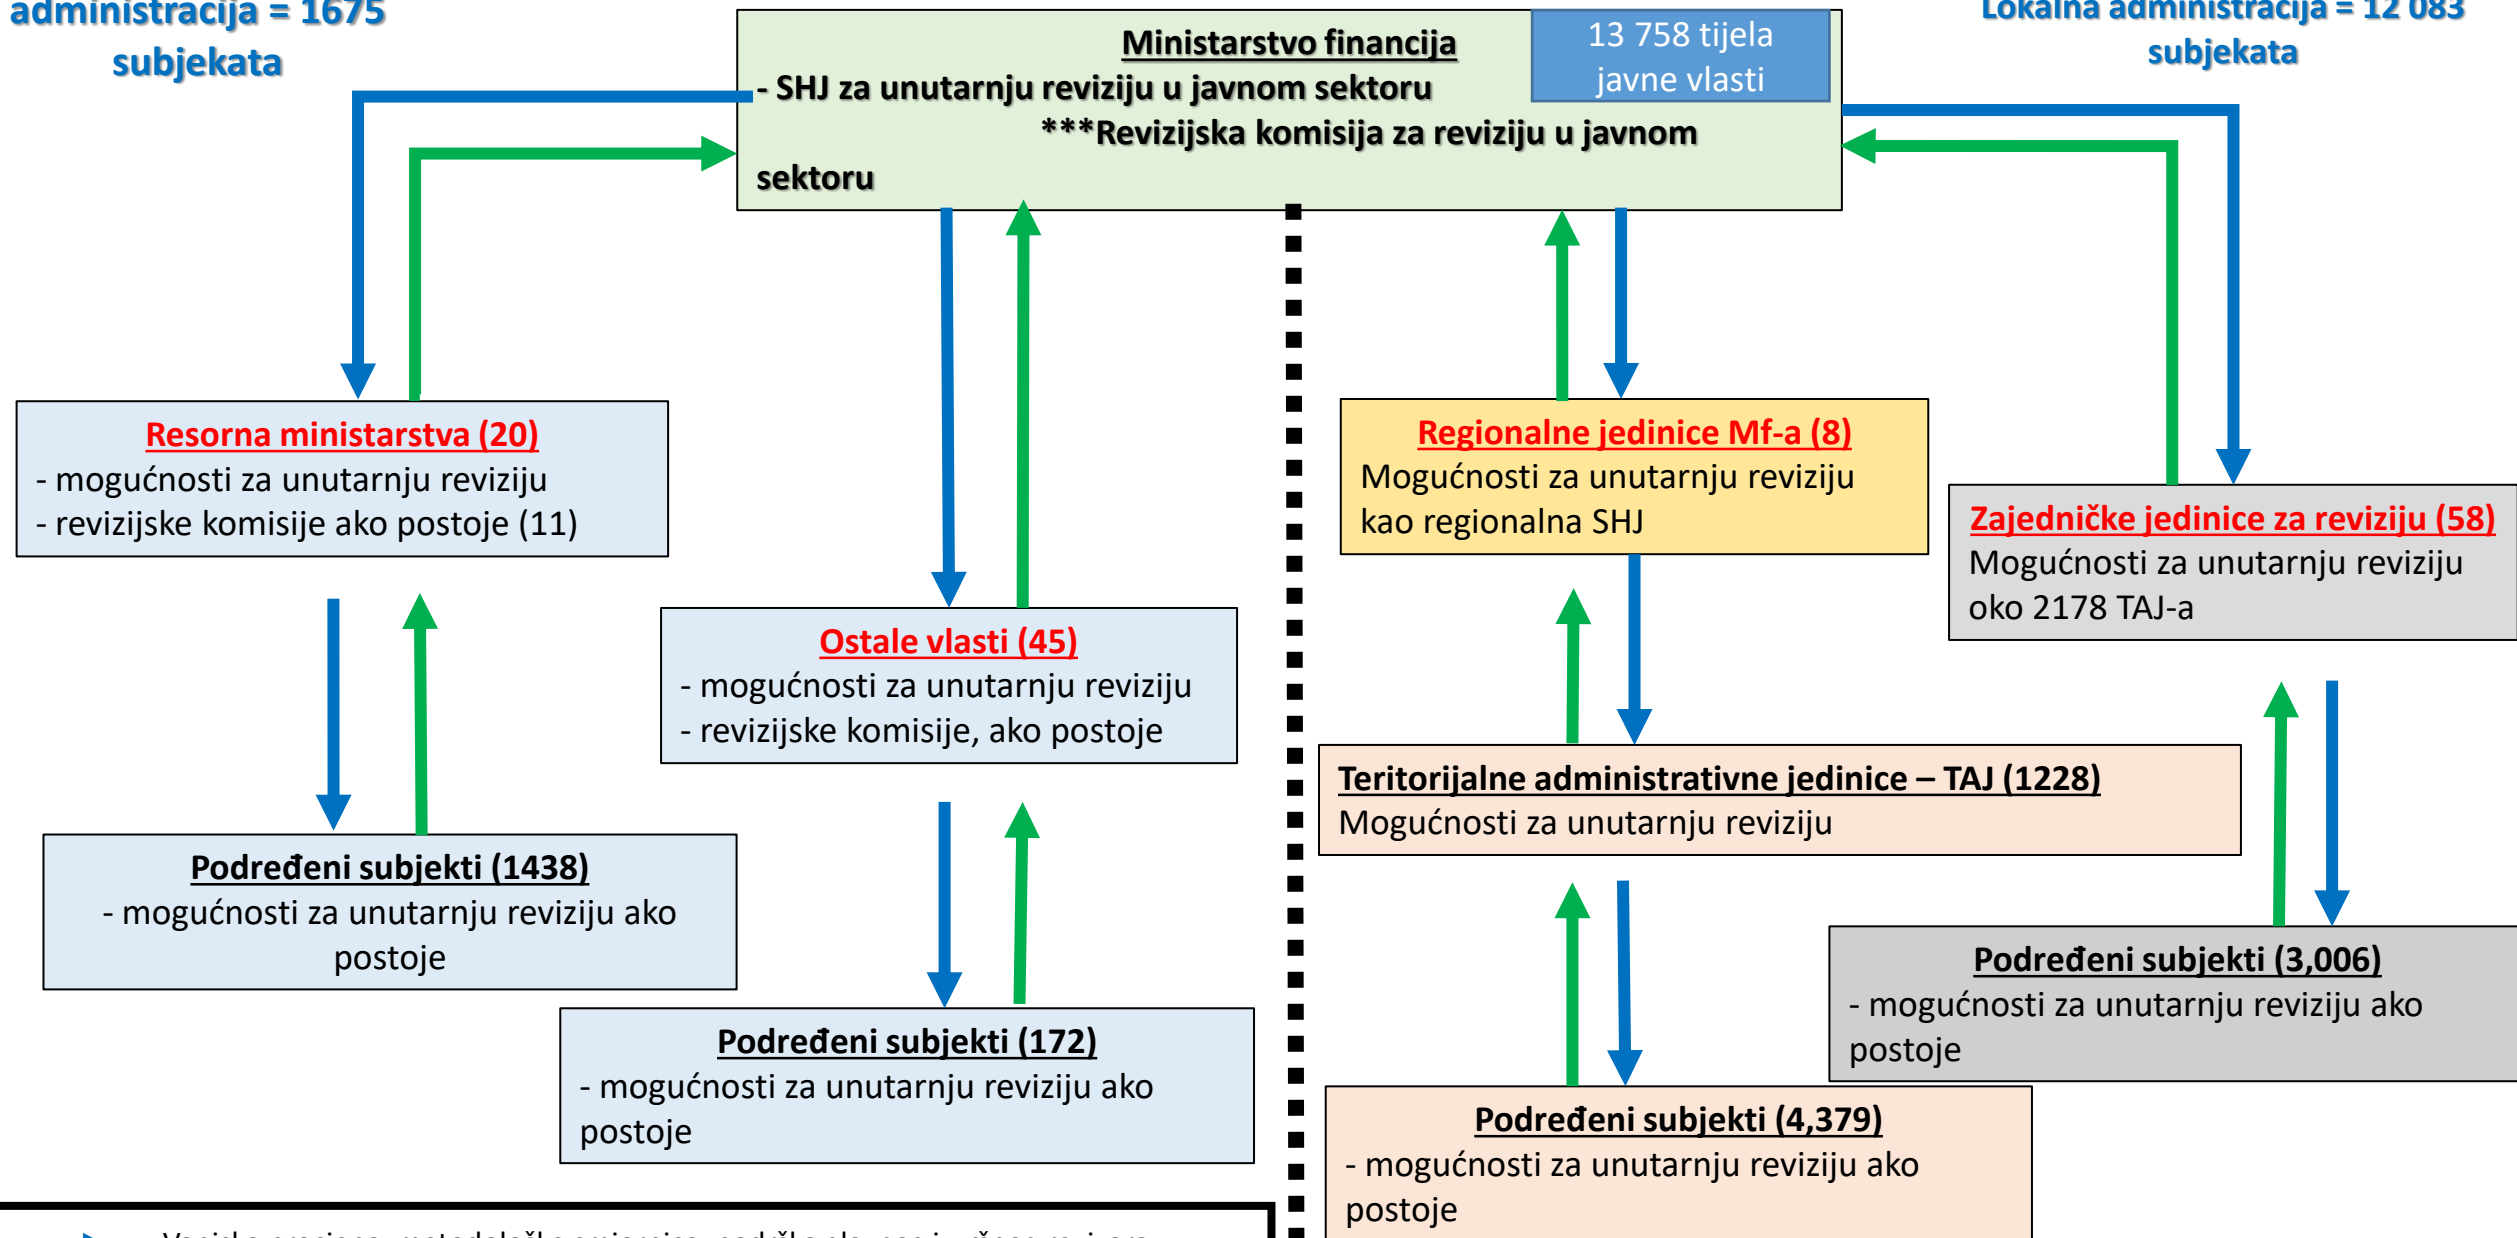 administracija = 1675
subjekata
Ministarstvo financija
- SHJ za unutarnju reviziju u javnom sektoru
***Revizijska komisija za reviziju u javnom
sektoru
13 758 tijela
javne vlasti
Lokalna administracija = 12 083
subjekata
Resorna ministarstva (20)
- mogućnosti za unutarnju reviziju
- revizijske komisije ako postoje (11)
Ostale vlasti (45)
- mogućnosti za unutarnju reviziju
- revizijske komisije, ako postoje
Podređeni subjekti (1438)
- mogućnosti za unutarnju reviziju ako
postoje
Podređeni subjekti (172)
- mogućnosti za unutarnju reviziju ako
postoje
Regionalne jedinice Mf-a (8)
Mogućnosti za unutarnju reviziju
kao regionalna SHJ
Zajedničke jedinice za reviziju (58)
Mogućnosti za unutarnju reviziju
oko 2178 TAJ-a
Teritorijalne administrativne jedinice – TAJ (1228)
Mogućnosti za unutarnju reviziju
Podređeni subjekti (3,006)
- mogućnosti za unutarnju reviziju ako
postoje
Podređeni subjekti (4,379)
- mogućnosti za unutarnju reviziju ako
postoje